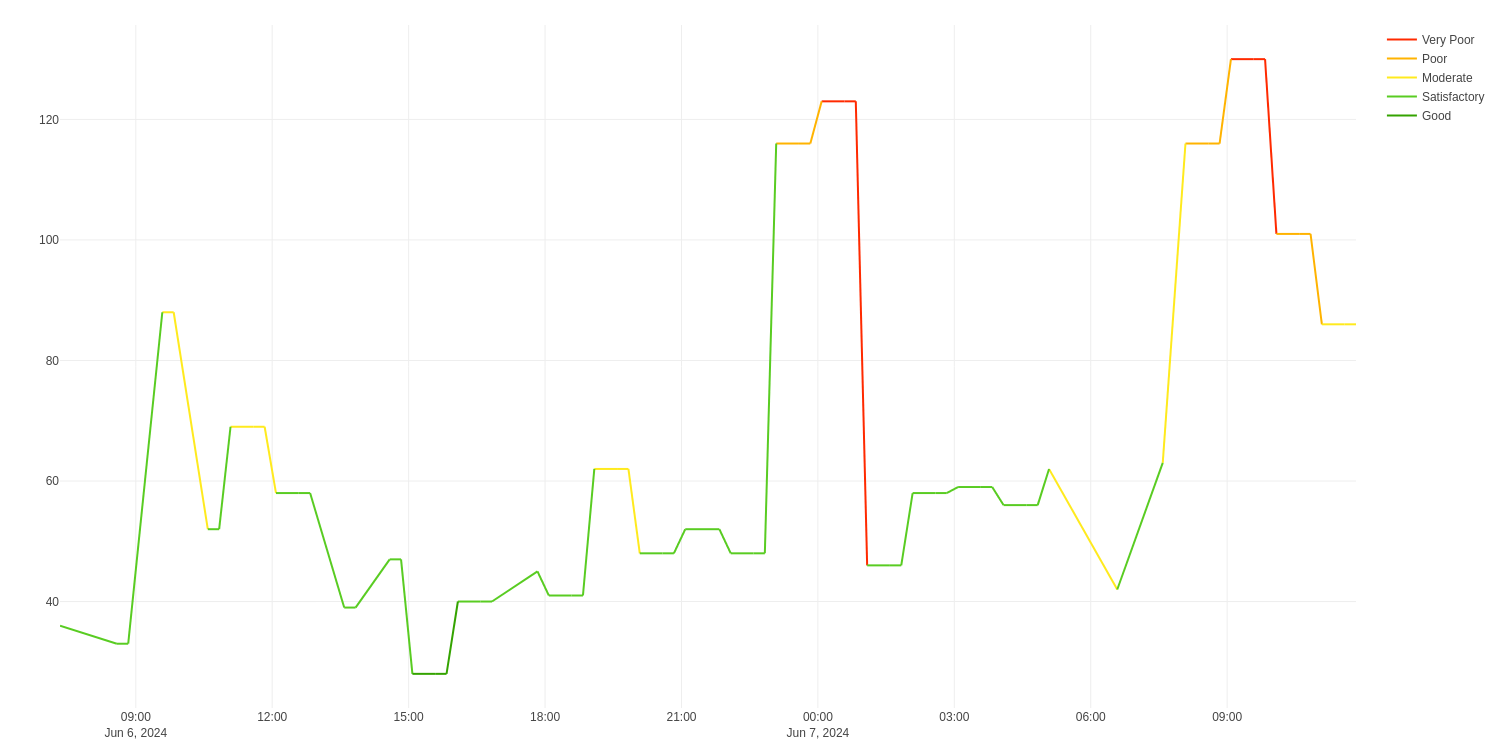 120
100
80
60
40
09:00
12:00
15:00
18:00
21:00
00:00
03:00
06:00
09:00
Jun 6, 2024
Jun 7, 2024
Very Poor
Poor
Moderate
Satisfactory
Good